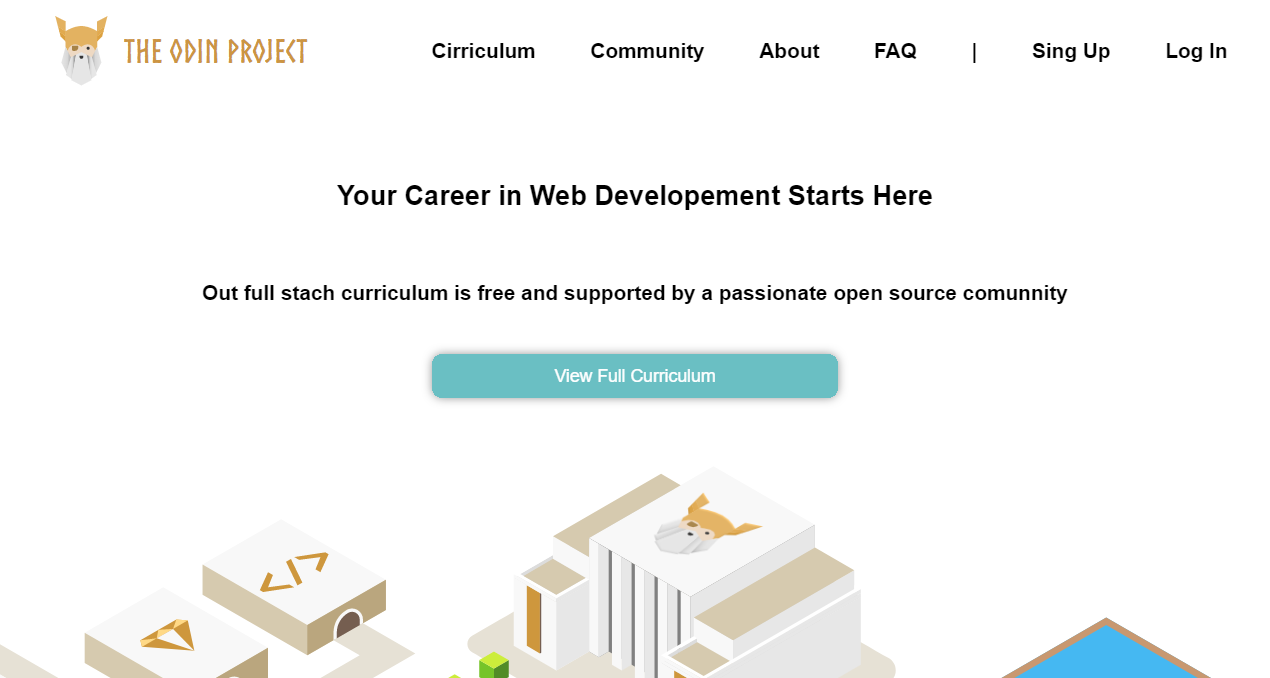 THE ODIN PROJECT
Cirriculum Community About FAQ | Sing Up Log In
Your Career in Web Developement Starts Here
Out full stach curriculum is free and supported by a passionate open source comunnity
View Full Curriculum
</>